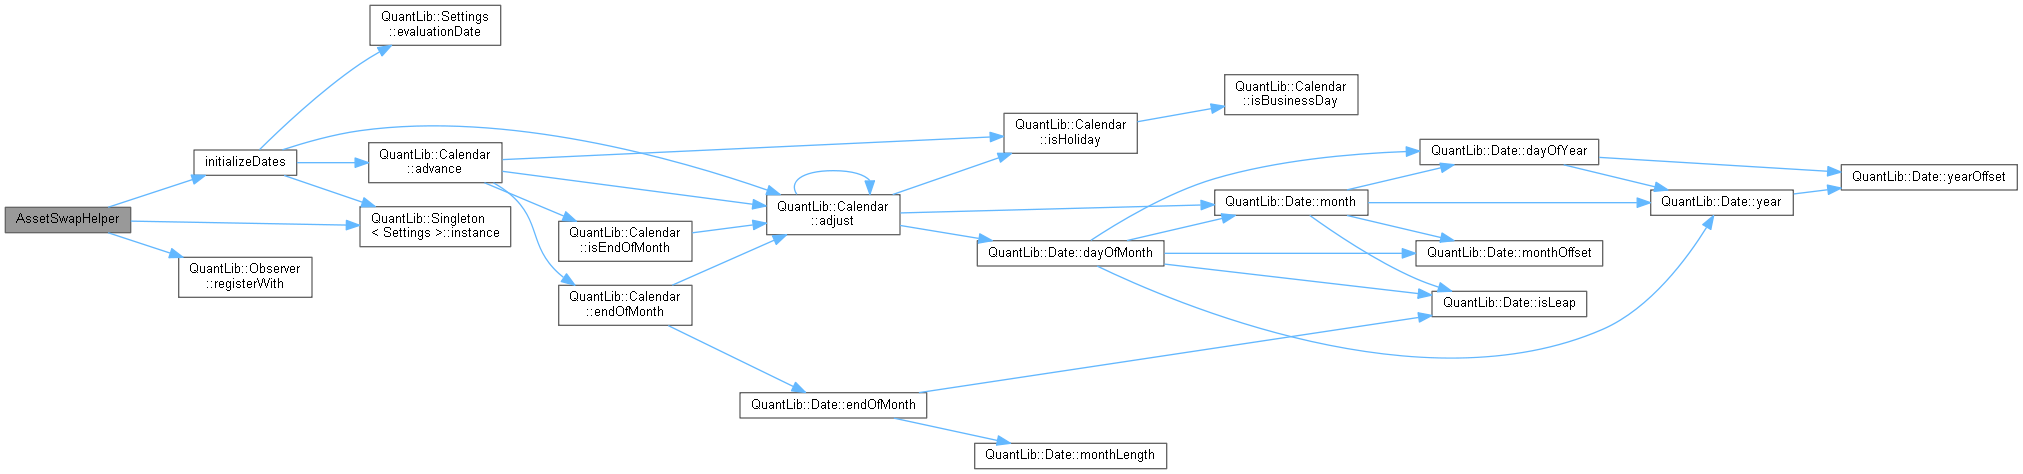 AssetSwapHelper
initializeDates
QuantLib::Observer
::registerWith
QuantLib::Settings
::evaluationDate
QuantLib::Calendar
::advance
QuantLib::Singleton
< Settings >::instance
QuantLib::Calendar
::isEndOfMonth
QuantLib::Calendar
::endOfMonth
QuantLib::Calendar
::adjust
QuantLib::Date::endOfMonth
QuantLib::Calendar
::isHoliday
QuantLib::Date::dayOfMonth
QuantLib::Date::monthLength
QuantLib::Calendar
::isBusinessDay
QuantLib::Date::month
QuantLib::Date::dayOfYear
QuantLib::Date::monthOffset
QuantLib::Date::isLeap
QuantLib::Date::year
QuantLib::Date::yearOffset